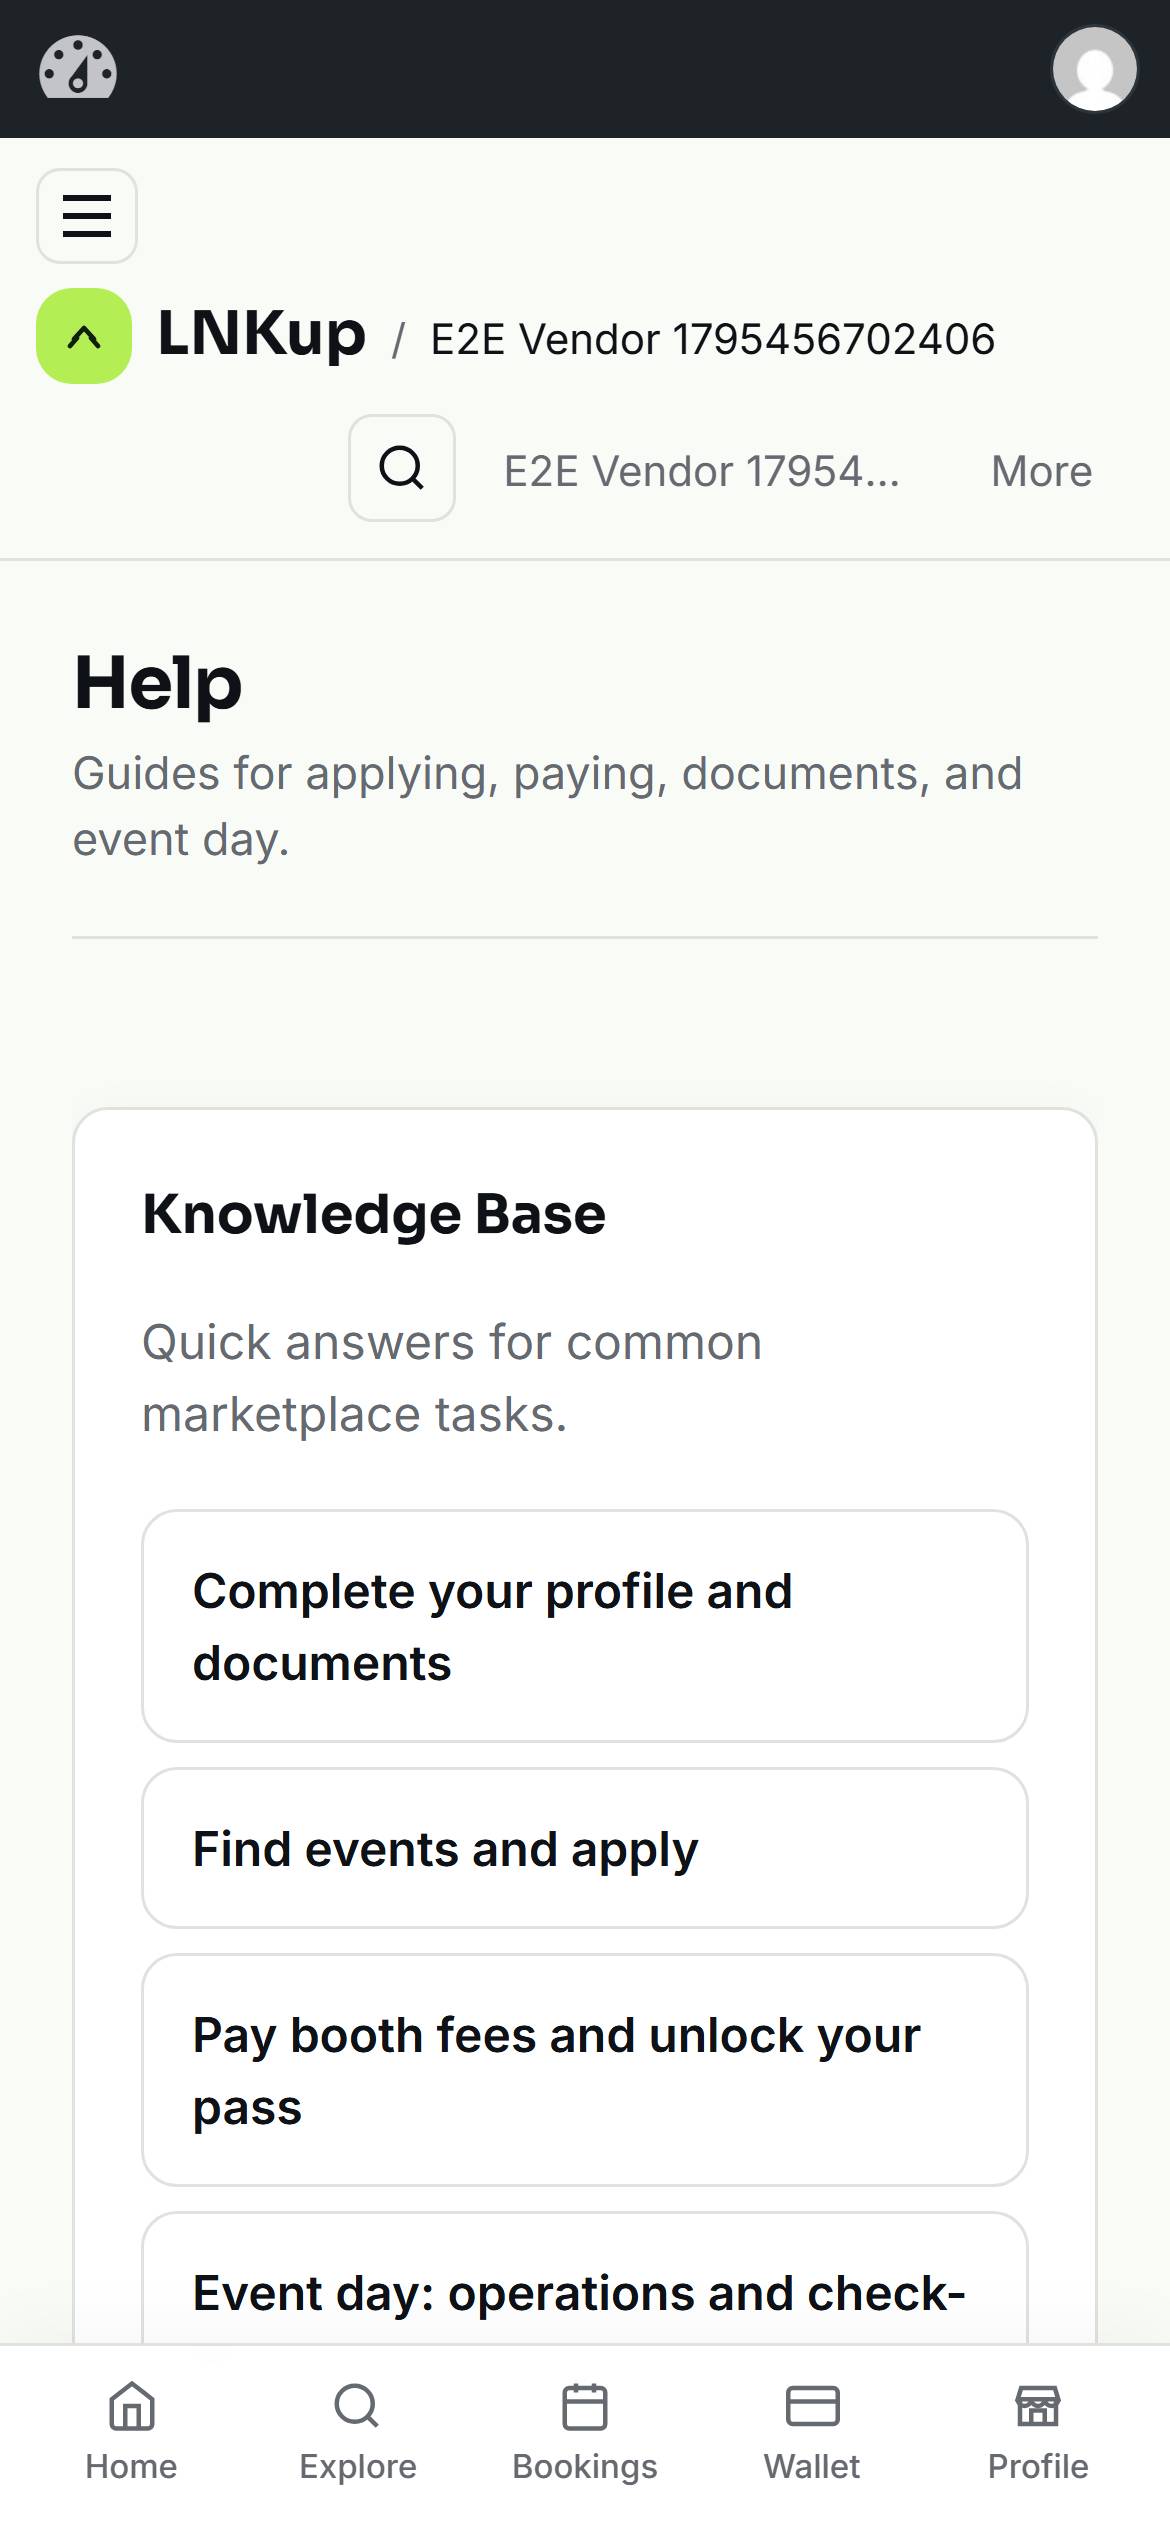 LNKup / E2E Vendor 1795456702406
E2E Vendor 17954... More
Help
Guides for applying, paying, documents, and
event day.
Knowledge Base
Quick answers for common
marketplace tasks.
Complete your profile and
documents
Find events and apply
Pay booth fees and unlock your
pass
Event day: operations and check-
Home Explore Bookings Wallet Profile